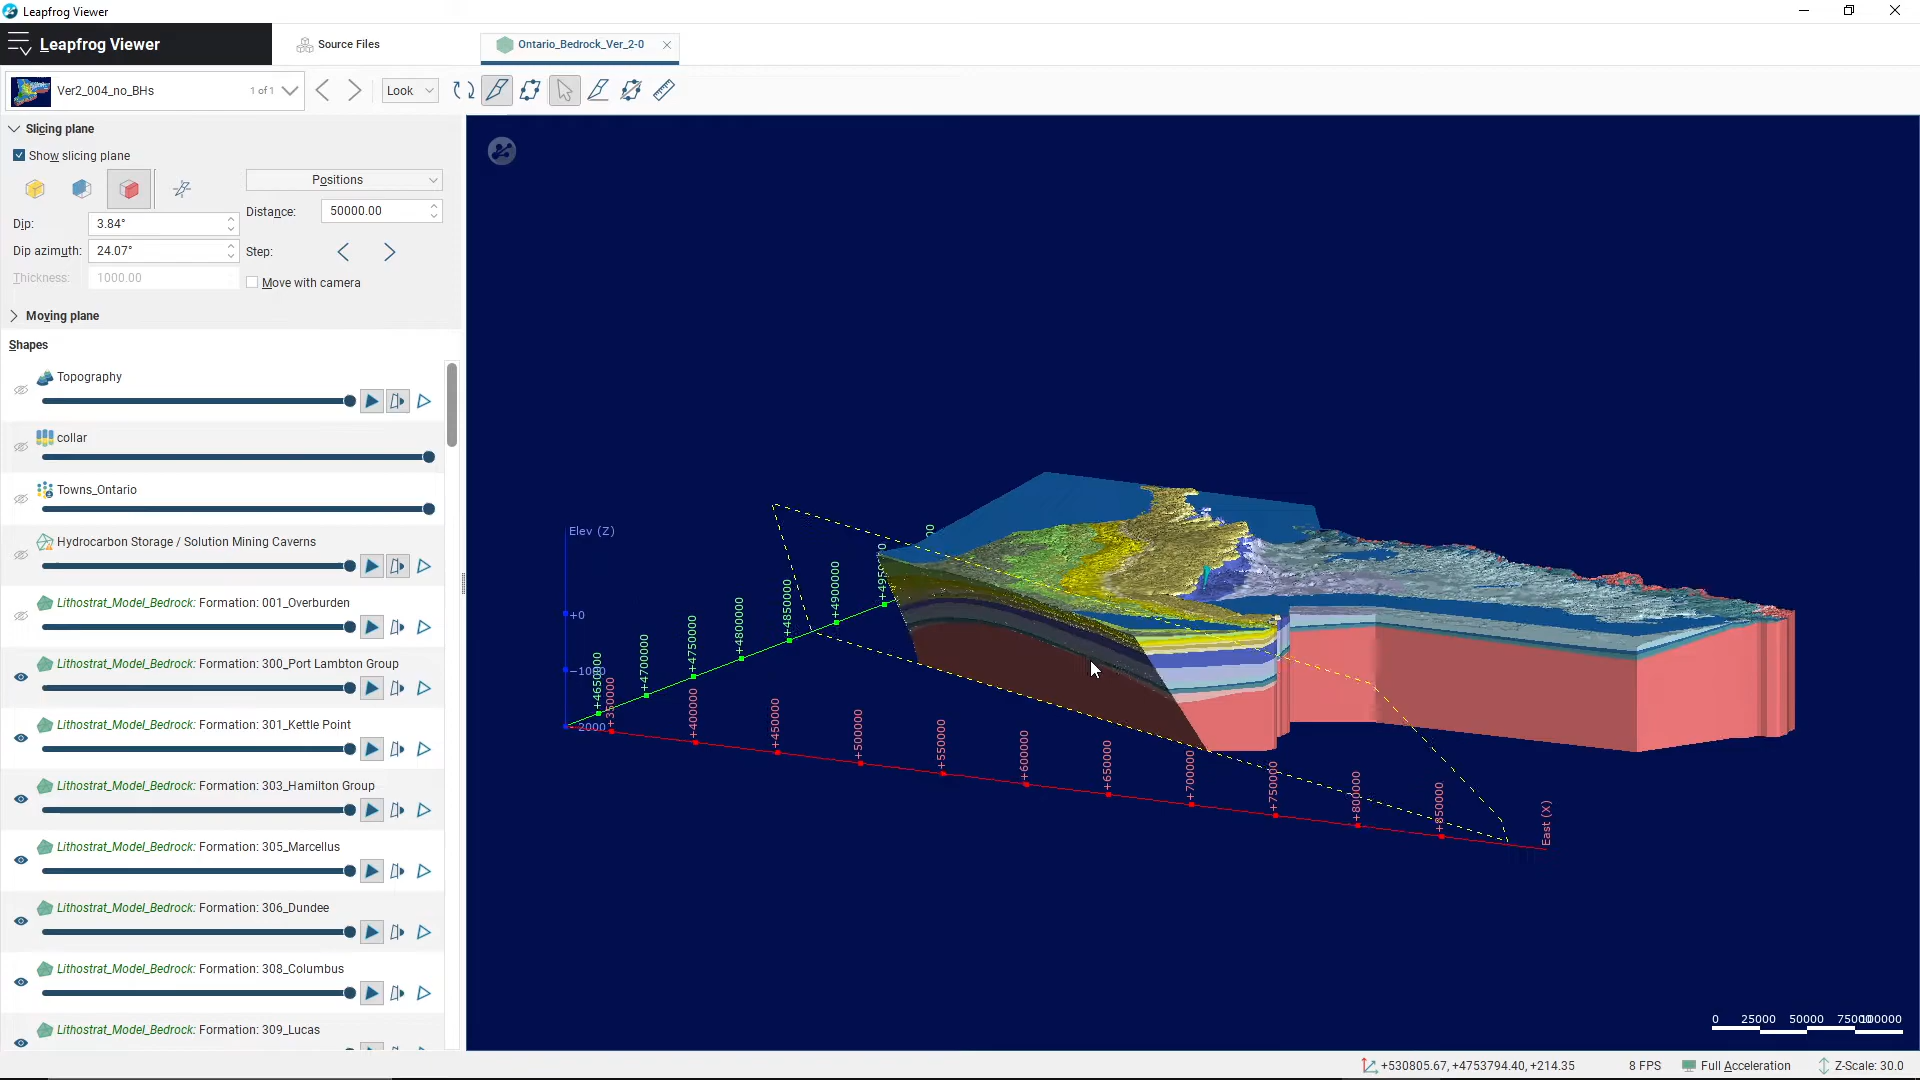 Leapfrog Viewer
Leapfrog Viewer
Source Files
Ontario_Bedrock_Ver_2-0
Ver2_004_no_BHs
1 of 1
Look
Slicing plane
Show slicing plane
Positions
Distance:
50000.00
Dip:
3.84°
Dip azimuth:
24.07°
Step:
Thickness:
1000.00
Move with camera
Moving plane
Shapes
Topography
collar
Towns_Ontario
Hydrocarbon Storage / Solution Mining Caverns
Lithostrat_Model_Bedrock: Formation: 001_Overburden
Lithostrat_Model_Bedrock: Formation: 300_Port Lambton Group
Lithostrat_Model_Bedrock: Formation: 301_Kettle Point
Lithostrat_Model_Bedrock: Formation: 303_Hamilton Group
Lithostrat_Model_Bedrock: Formation: 305_Marcellus
Lithostrat_Model_Bedrock: Formation: 306_Dundee
Lithostrat_Model_Bedrock: Formation: 308_Columbus
Lithostrat_Model_Bedrock: Formation: 309_Lucas
Elev (Z)
+0
-1000
-2000
+4650000
+4700000
+4750000
+4800000
+4850000
+4900000
+350000
+400000
+450000
+500000
+550000
+600000
+650000
+700000
+750000
+800000
+850000
East (X)
0
25000
50000
75000
100000
+530805.67, +4753794.40, +214.35
8 FPS
Full Acceleration
Z-Scale: 30.0